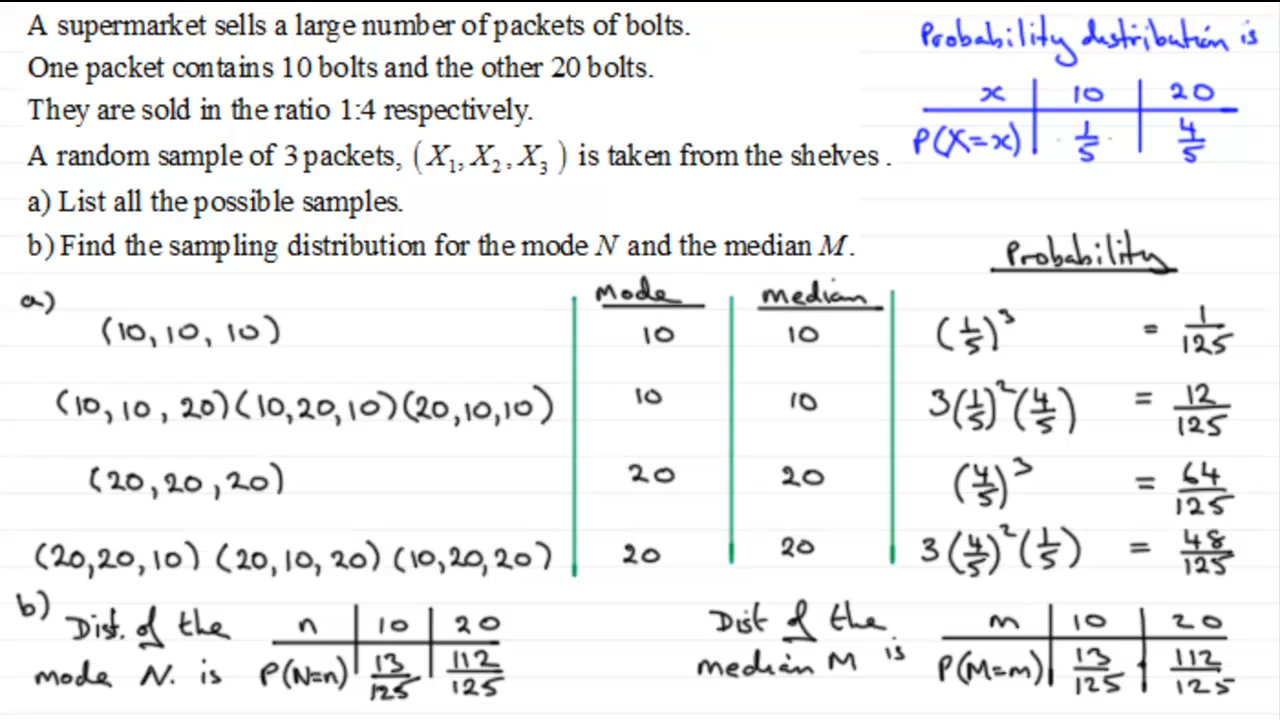 A supermarket sells a large number of packets of bolts.
One packet contains 10 bolts and the other 20 bolts.
They are sold in the ratio 1:4 respectively.
A random sample of 3 packets, (X₁, X₂, X₃) is taken from the shelves.
a) List all the possible samples.
b) Find the sampling distribution for the mode N and the median M.
Probability distribution is
x 10 20
P(X=x) 1/5 4/5
a) Mode median Probability
(10, 10, 10) 10 10 (1/5)³ = 1/125
(10, 10, 20)(10,20,10)(20,10,10) 10 10 3(1/5)²(4/5) = 12/125
(20,20,20) 20 20 (4/5)³ = 64/125
(20,20,10) (20,10,20) (10,20,20) 20 20 3(4/5)²(1/5) = 48/125
b) Dist. of the
mode N. is
n 10 20
P(N=n) 13/125 112/125
Dist of the
median M is
m 10 20
P(M=m) 13/125 112/125